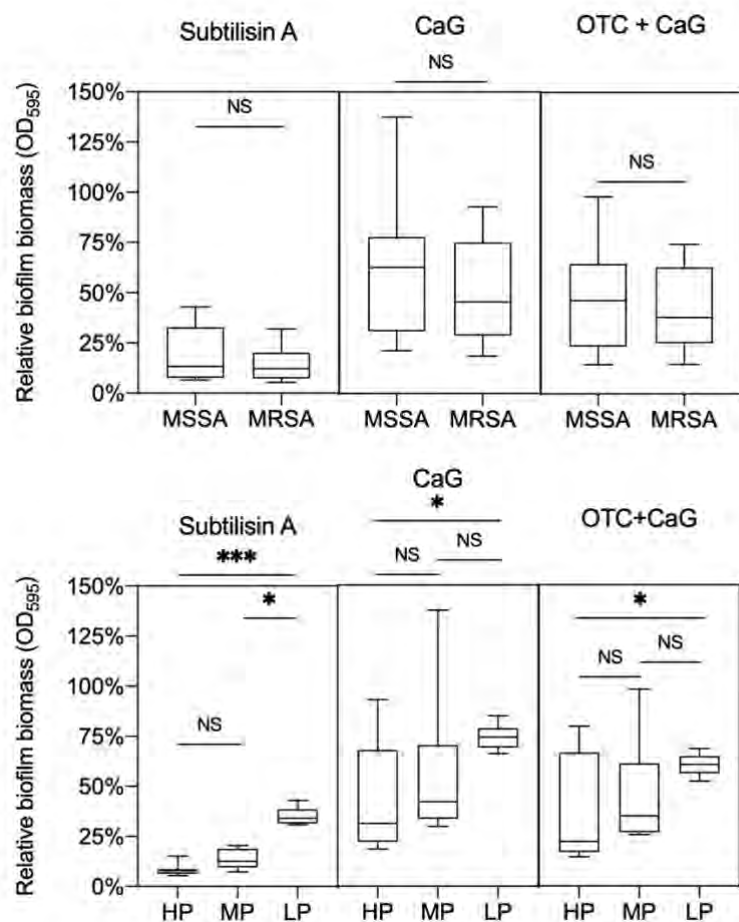 Subtilisin A CaG OTC + CaG
NS
NS
NS
Relative biofilm biomass (OD595)
150%
125%
100%
75%
50%
25%
0%
MSSA MRSA MSSA MRSA MSSA MRSA
CaG
Subtilisin A * OTC+CaG
***
NS NS
*
*
NS NS
NS
Relative biofilm biomass (OD595)
150%
125%
100%
75%
50%
25%
0%
HP MP LP HP MP LP HP MP LP